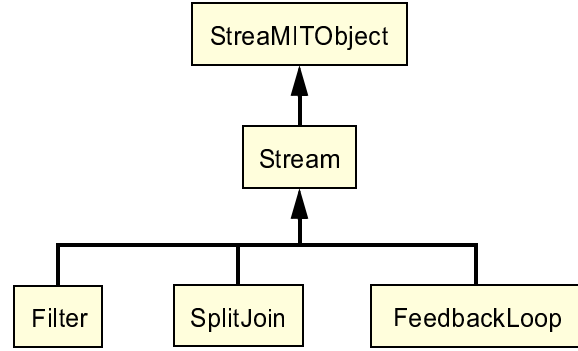 StreaMITObject
Stream
Filter
SplitJoin
FeedbackLoop